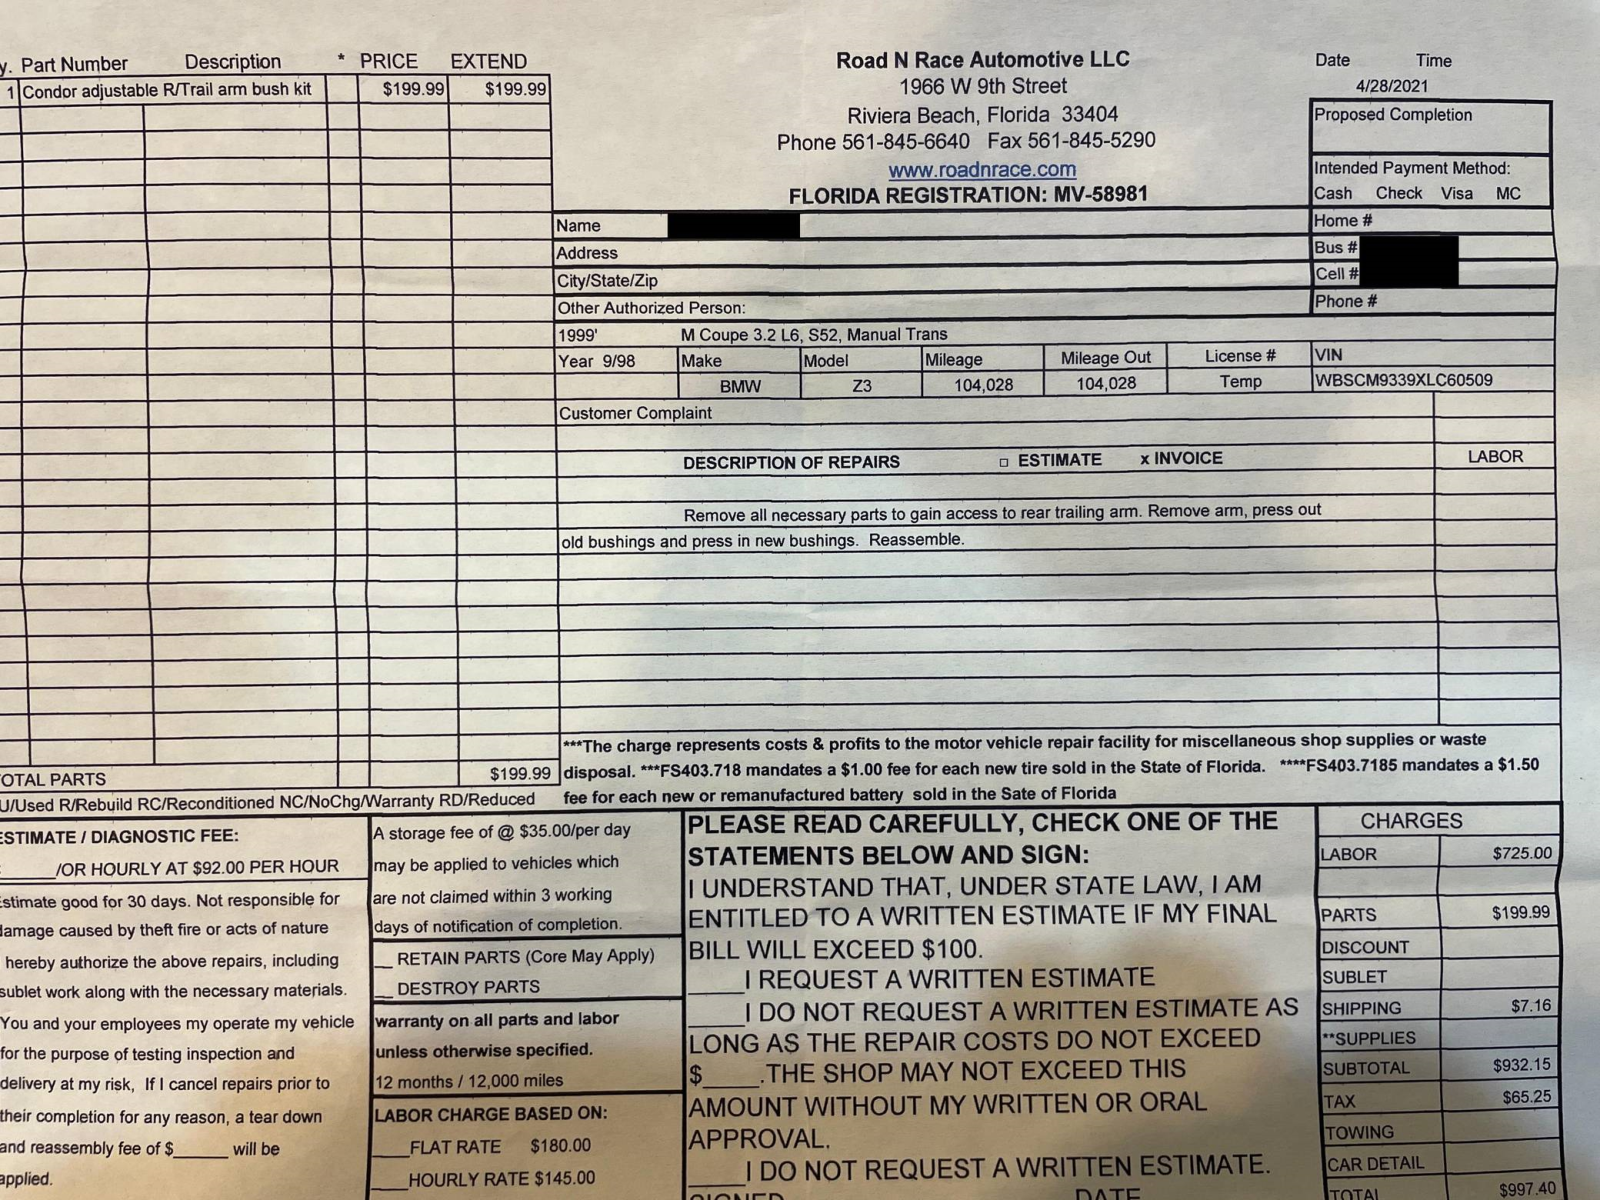 y. Part Number Description * PRICE EXTEND
1 Condor adjustable R/Trail arm bush kit $199.99 $199.99
OTAL PARTS $199.99
U/Used R/Rebuild RC/Reconditioned NC/NoChg/Warranty RD/Reduced
Road N Race Automotive LLC
1966 W 9th Street
Riviera Beach, Florida 33404
Phone 561-845-6640 Fax 561-845-5290
www.roadnrace.com
FLORIDA REGISTRATION: MV-58981
Date Time
4/28/2021
Proposed Completion
Intended Payment Method:
Cash Check Visa MC
Name
Address
City/State/Zip
Other Authorized Person:
Home #
Bus #
Cell #
Phone #
1999' M Coupe 3.2 L6, S52, Manual Trans
Year 9/98 Make Model Mileage Mileage Out License # VIN
BMW Z3 104,028 104,028 Temp WBSCM9339XLC60509
Customer Complaint
DESCRIPTION OF REPAIRS □ ESTIMATE x INVOICE LABOR
Remove all necessary parts to gain access to rear trailing arm. Remove arm, press out
old bushings and press in new bushings. Reassemble.
***The charge represents costs & profits to the motor vehicle repair facility for miscellaneous shop supplies or waste
disposal. ***FS403.718 mandates a $1.00 fee for each new tire sold in the State of Florida. ****FS403.7185 mandates a $1.50
fee for each new or remanufactured battery sold in the Sate of Florida
ESTIMATE / DIAGNOSTIC FEE:
/OR HOURLY AT $92.00 PER HOUR
Estimate good for 30 days. Not responsible for
damage caused by theft fire or acts of nature
hereby authorize the above repairs, including
sublet work along with the necessary materials.
You and your employees my operate my vehicle
for the purpose of testing inspection and
delivery at my risk, If I cancel repairs prior to
their completion for any reason, a tear down
and reassembly fee of $______ will be
applied.
A storage fee of @ $35.00/per day
may be applied to vehicles which
are not claimed within 3 working
days of notification of completion.
__ RETAIN PARTS (Core May Apply)
__ DESTROY PARTS
warranty on all parts and labor
unless otherwise specified.
12 months / 12,000 miles
LABOR CHARGE BASED ON:
____FLAT RATE $180.00
____HOURLY RATE $145.00
PLEASE READ CAREFULLY, CHECK ONE OF THE
STATEMENTS BELOW AND SIGN:
I UNDERSTAND THAT, UNDER STATE LAW, I AM
ENTITLED TO A WRITTEN ESTIMATE IF MY FINAL
BILL WILL EXCEED $100.
____I REQUEST A WRITTEN ESTIMATE
____I DO NOT REQUEST A WRITTEN ESTIMATE AS
LONG AS THE REPAIR COSTS DO NOT EXCEED
$____.THE SHOP MAY NOT EXCEED THIS
AMOUNT WITHOUT MY WRITTEN OR ORAL
APPROVAL.
____I DO NOT REQUEST A WRITTEN ESTIMATE.
SIGNED DATE
CHARGES
LABOR $725.00
PARTS $199.99
DISCOUNT
SUBLET
SHIPPING $7.16
**SUPPLIES
SUBTOTAL $932.15
TAX $65.25
TOWING
CAR DETAIL
TOTAL $997.40